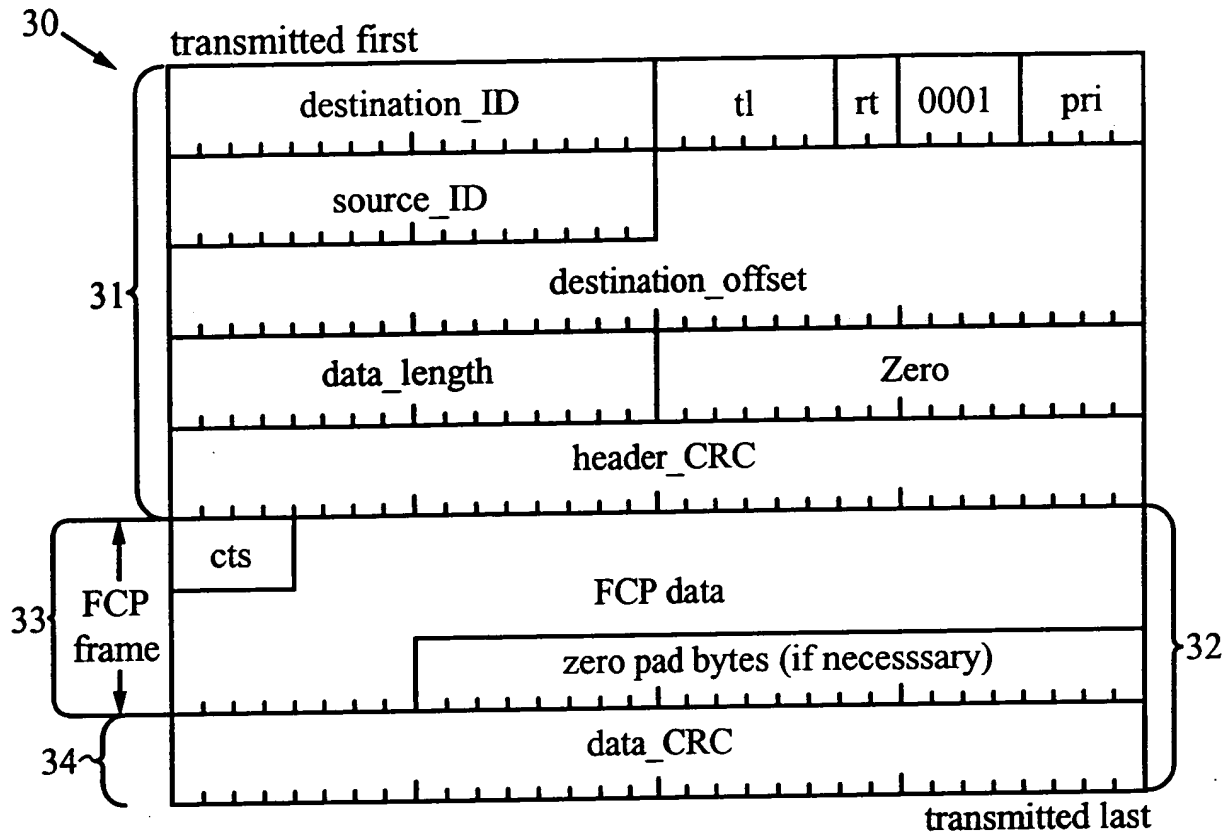 30
transmitted first
destination_ID tl rt 0001 pri
source_ID
destination_offset
31
data_length Zero
header_CRC
cts
FCP data
33 FCP
frame
zero pad bytes (if necesssary)
32
data_CRC
34
transmitted last